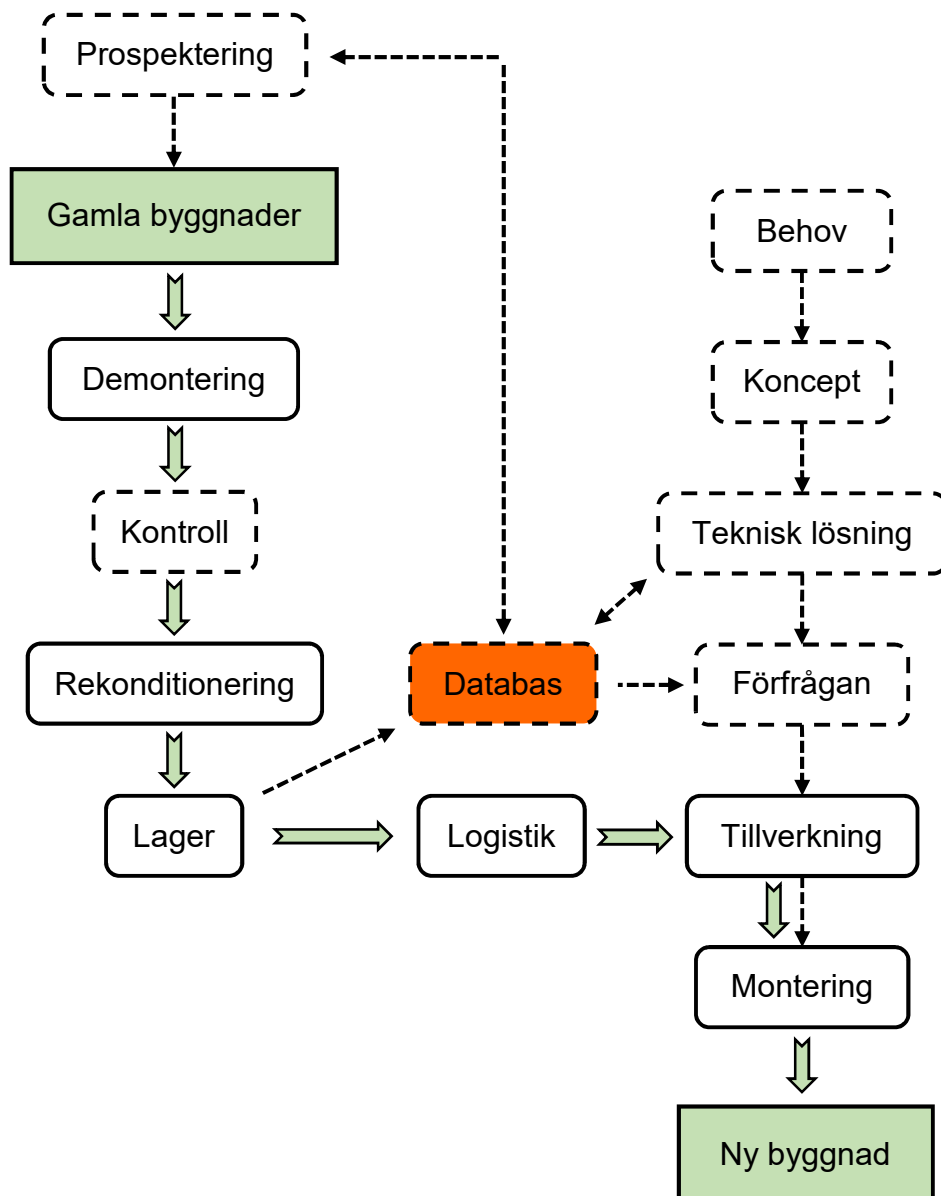 Prospektering
Gamla byggnader
Behov
Demontering
Koncept
Kontroll
Teknisk lösning
Rekonditionering
Databas
Förfrågan
Lager
Logistik
Tillverkning
Montering
Ny byggnad